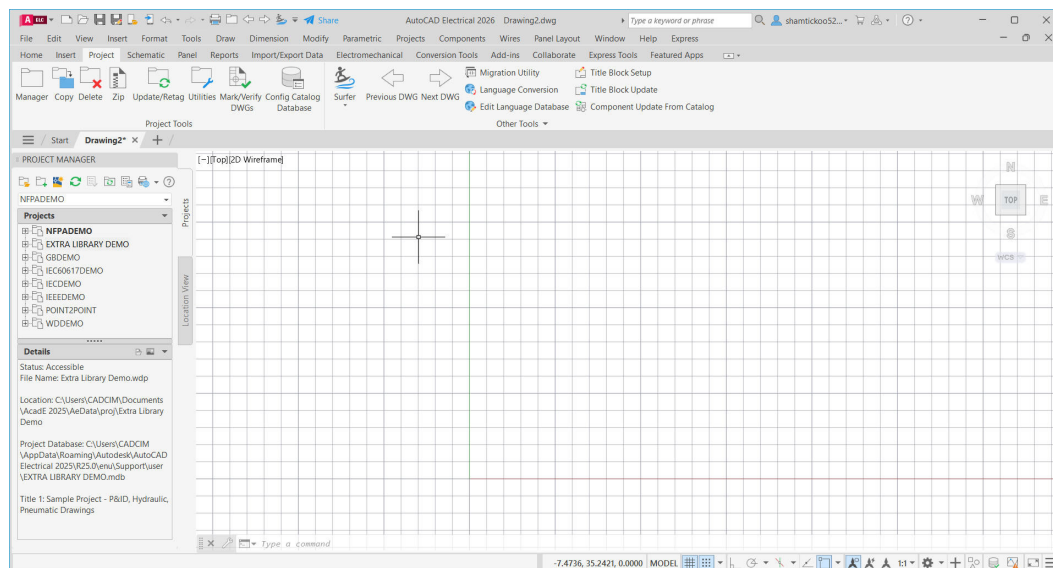 A ELC Share AutoCAD Electrical 2026 Drawing2.dwg Type a keyword or phrase shamtickoo52...
File Edit View Insert Format Tools Draw Dimension Modify Parametric Projects Components Wires Panel Layout Window Help Express
Home Insert Project Schematic Panel Reports Import/Export Data Electromechanical Conversion Tools Add-ins Collaborate Express Tools Featured Apps
Manager Copy Delete Zip Update/Retag Utilities Mark/Verify DWGs Config Catalog Database Surfer Previous DWG Next DWG
Migration Utility Title Block Setup
Language Conversion Title Block Update
Edit Language Database Component Update From Catalog
Project Tools Other Tools
Start Drawing2*
PROJECT MANAGER
NFPADEMO
Projects
NFPADEMO
EXTRA LIBRARY DEMO
GBDEMO
IEC60617DEMO
IECDEMO
IEEEDEMO
POINT2POINT
WDDEMO
Details
Status: Accessible
File Name: Extra Library Demo.wdp
Location: C:\Users\CADCIM\Documents
\AcadE 2025\AeData\proj\Extra Library
Demo
Project Database: C:\Users\CADCIM
\AppData\Roaming\Autodesk\AutoCAD
Electrical 2025\R25.0\enu\Support\user
\EXTRA LIBRARY DEMO.mdb
Title 1: Sample Project - P&ID, Hydraulic,
Pneumatic Drawings
Projects
Location View
[−][Top][2D Wireframe]
N
W TOP E
S
WCS
Type a command
-7.4736, 35.2421, 0.0000 MODEL 1:1